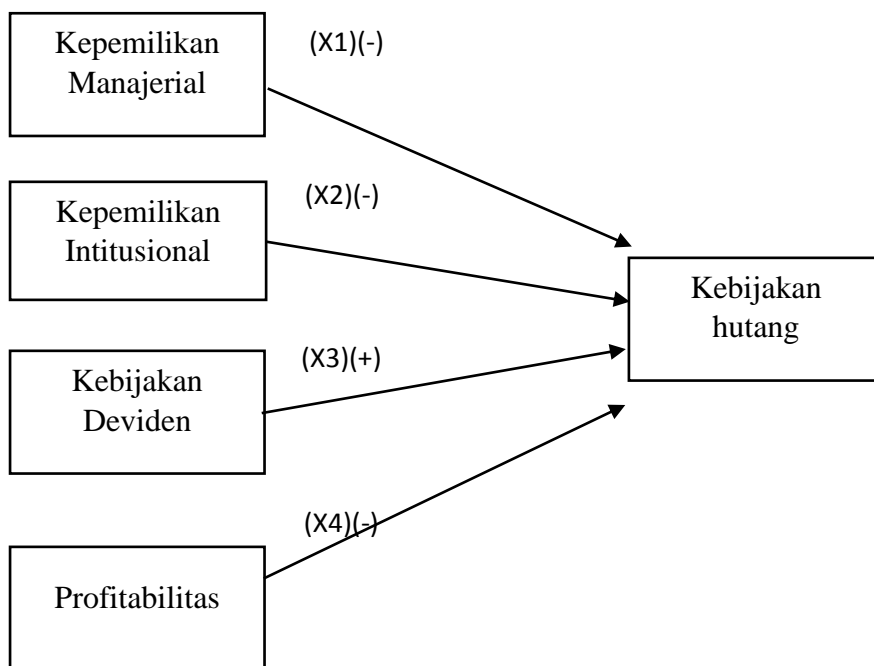 Kepemilikan
Manajerial
(X1)(-)
Kepemilikan
Intitusional
(X2)(-)
Kebijakan
Deviden
(X3)(+)
Profitabilitas
(X4)(-)
Kebijakan
hutang